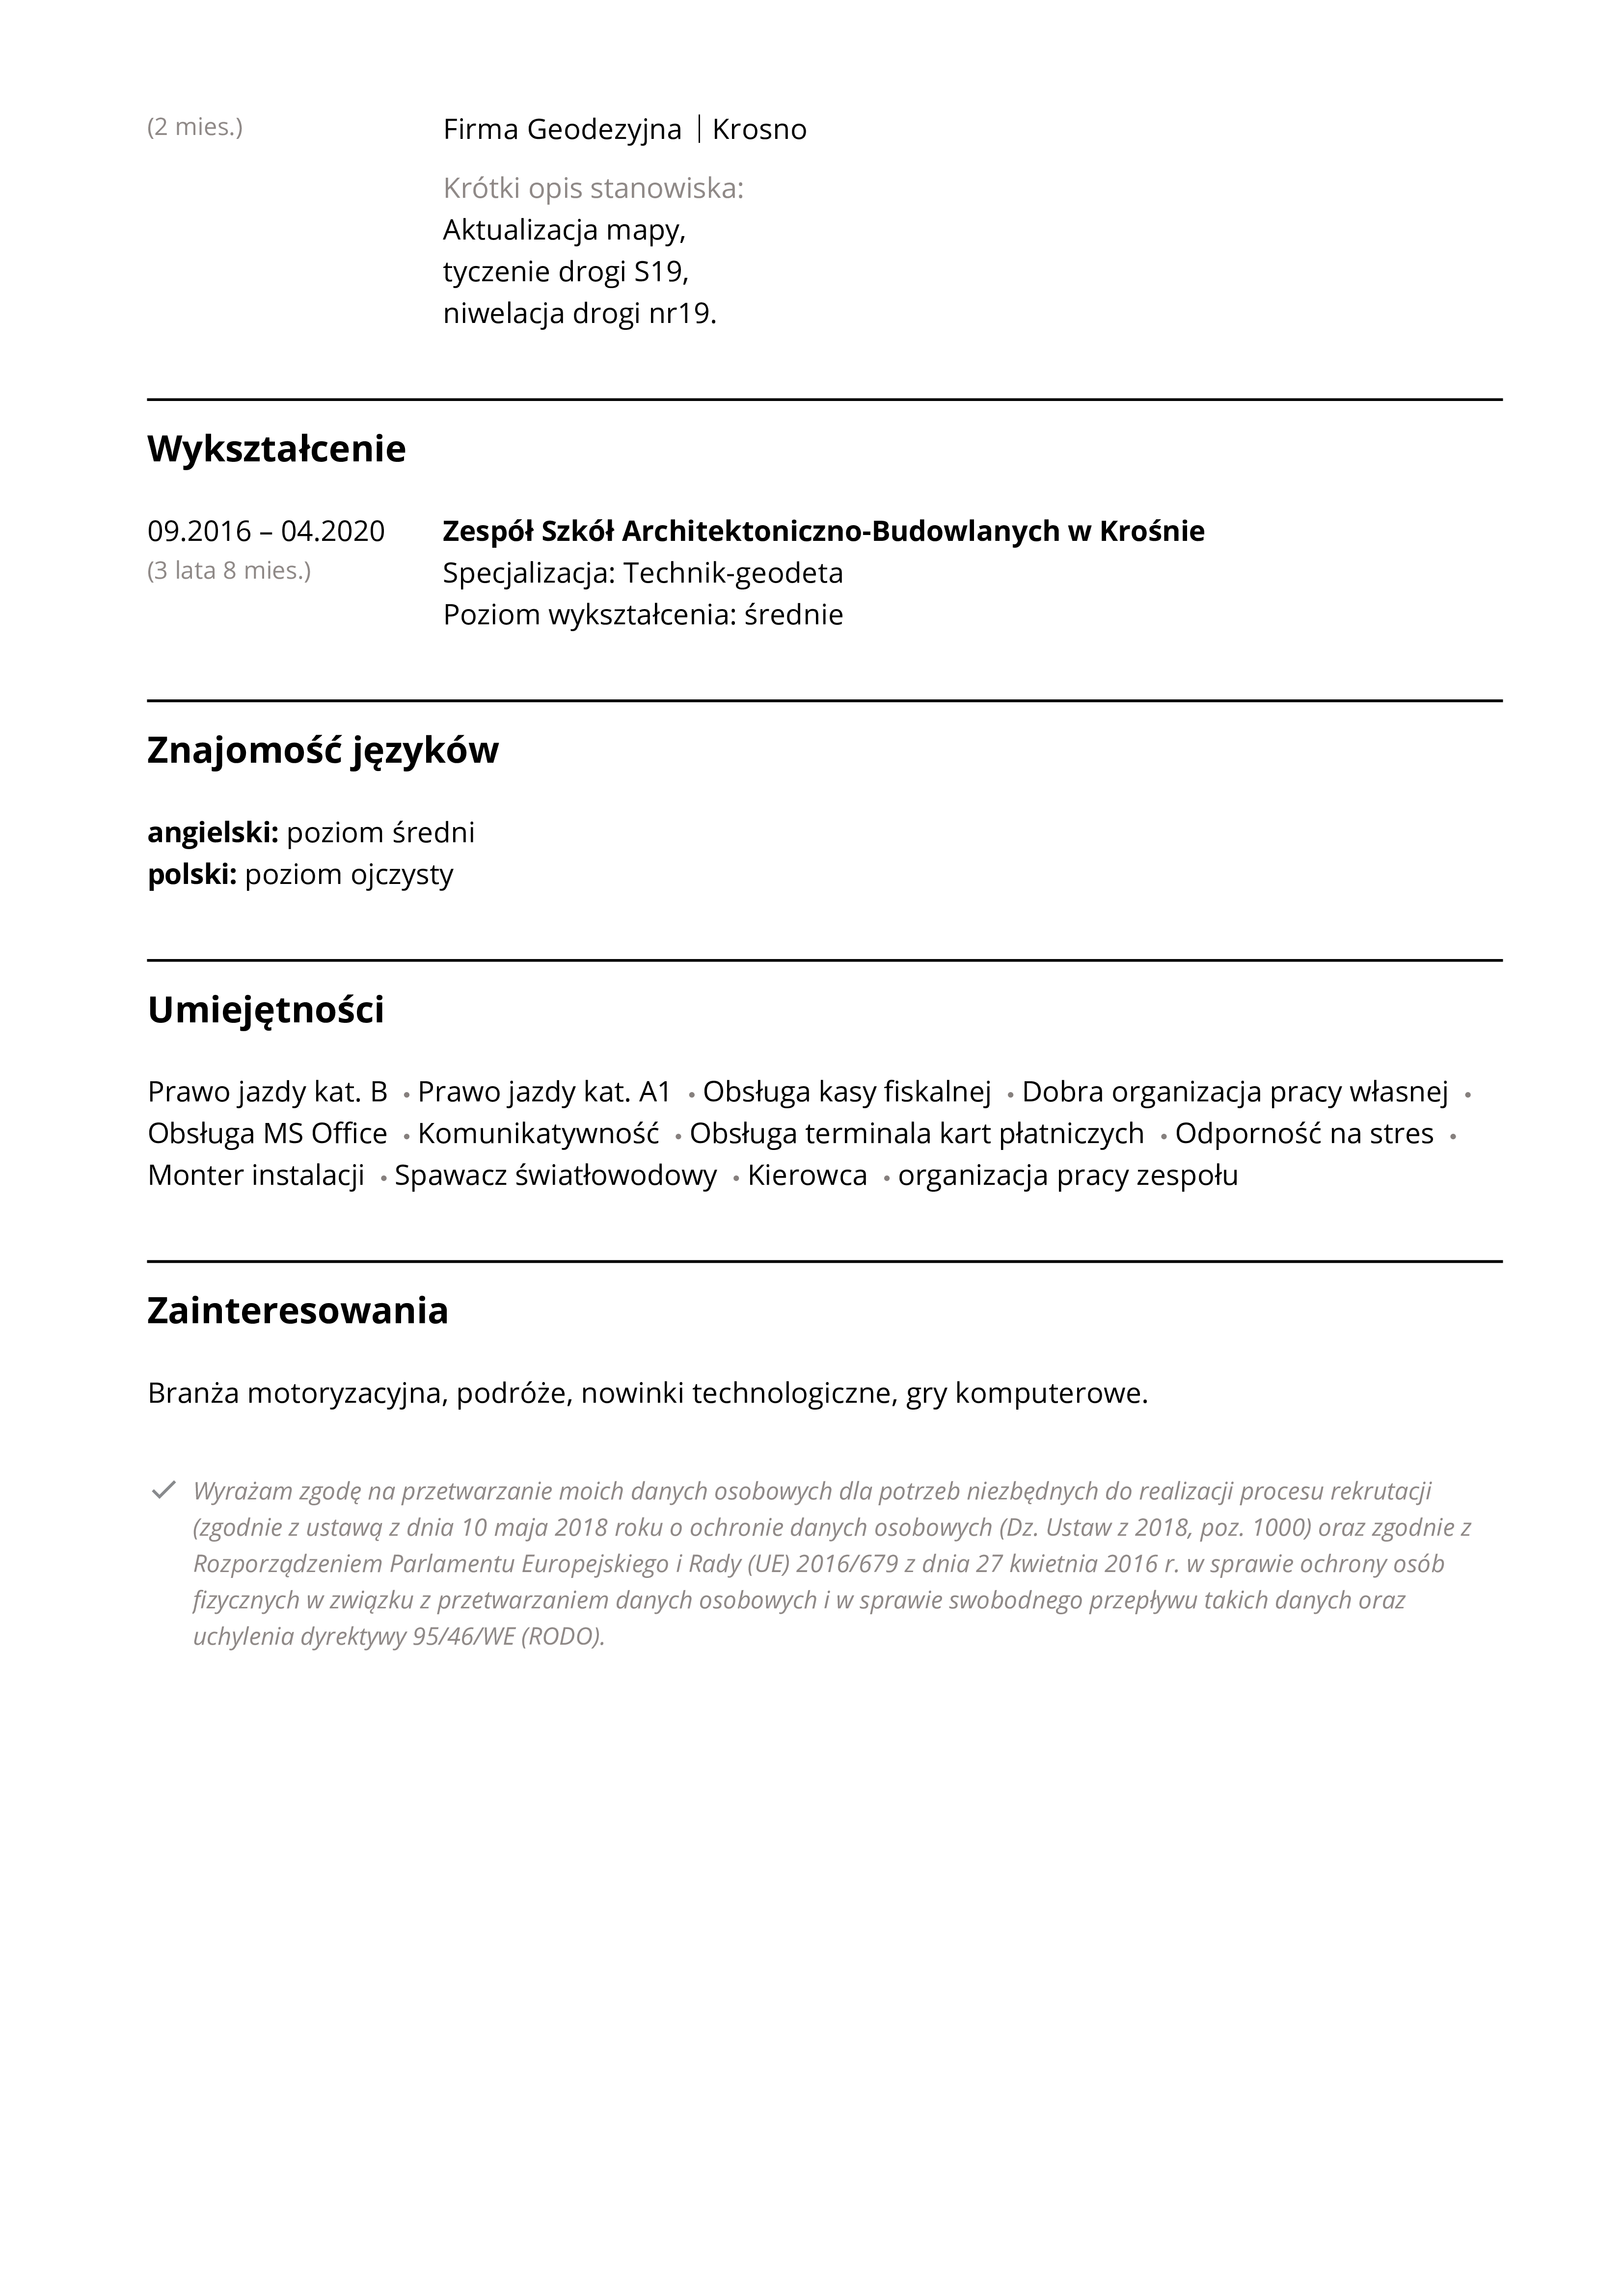 (2 mies.) Firma Geodezyjna | Krosno
Krótki opis stanowiska:
Aktualizacja mapy,
tyczenie drogi S19,
niwelacja drogi nr19.
Wykształcenie
09.2016 – 04.2020 Zespół Szkół Architektoniczno-Budowlanych w Krośnie
(3 lata 8 mies.) Specjalizacja: Technik-geodeta
Poziom wykształcenia: średnie
Znajomość języków
angielski: poziom średni
polski: poziom ojczysty
Umiejętności
Prawo jazdy kat. B • Prawo jazdy kat. A1 • Obsługa kasy fiskalnej • Dobra organizacja pracy własnej •
Obsługa MS Office • Komunikatywność • Obsługa terminala kart płatniczych • Odporność na stres •
Monter instalacji • Spawacz światłowodowy • Kierowca • organizacja pracy zespołu
Zainteresowania
Branża motoryzacyjna, podróże, nowinki technologiczne, gry komputerowe.
Wyrażam zgodę na przetwarzanie moich danych osobowych dla potrzeb niezbędnych do realizacji procesu rekrutacji
(zgodnie z ustawą z dnia 10 maja 2018 roku o ochronie danych osobowych (Dz. Ustaw z 2018, poz. 1000) oraz zgodnie z
Rozporządzeniem Parlamentu Europejskiego i Rady (UE) 2016/679 z dnia 27 kwietnia 2016 r. w sprawie ochrony osób
fizycznych w związku z przetwarzaniem danych osobowych i w sprawie swobodnego przepływu takich danych oraz
uchylenia dyrektywy 95/46/WE (RODO).